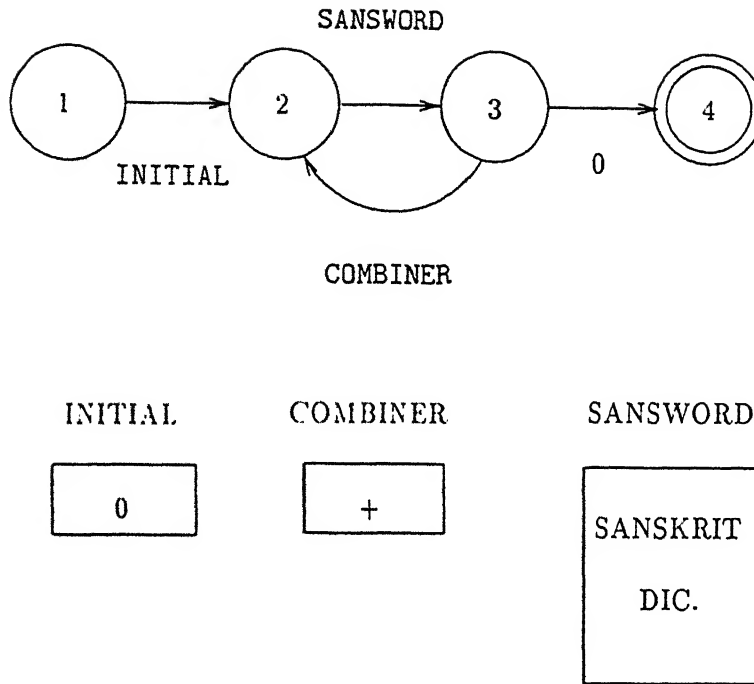 SANSWORD
1 2 3 4
INITIAL
0
COMBINER
INITIAL COMBINER SANSWORD
0 +
SANSKRIT
DIC.